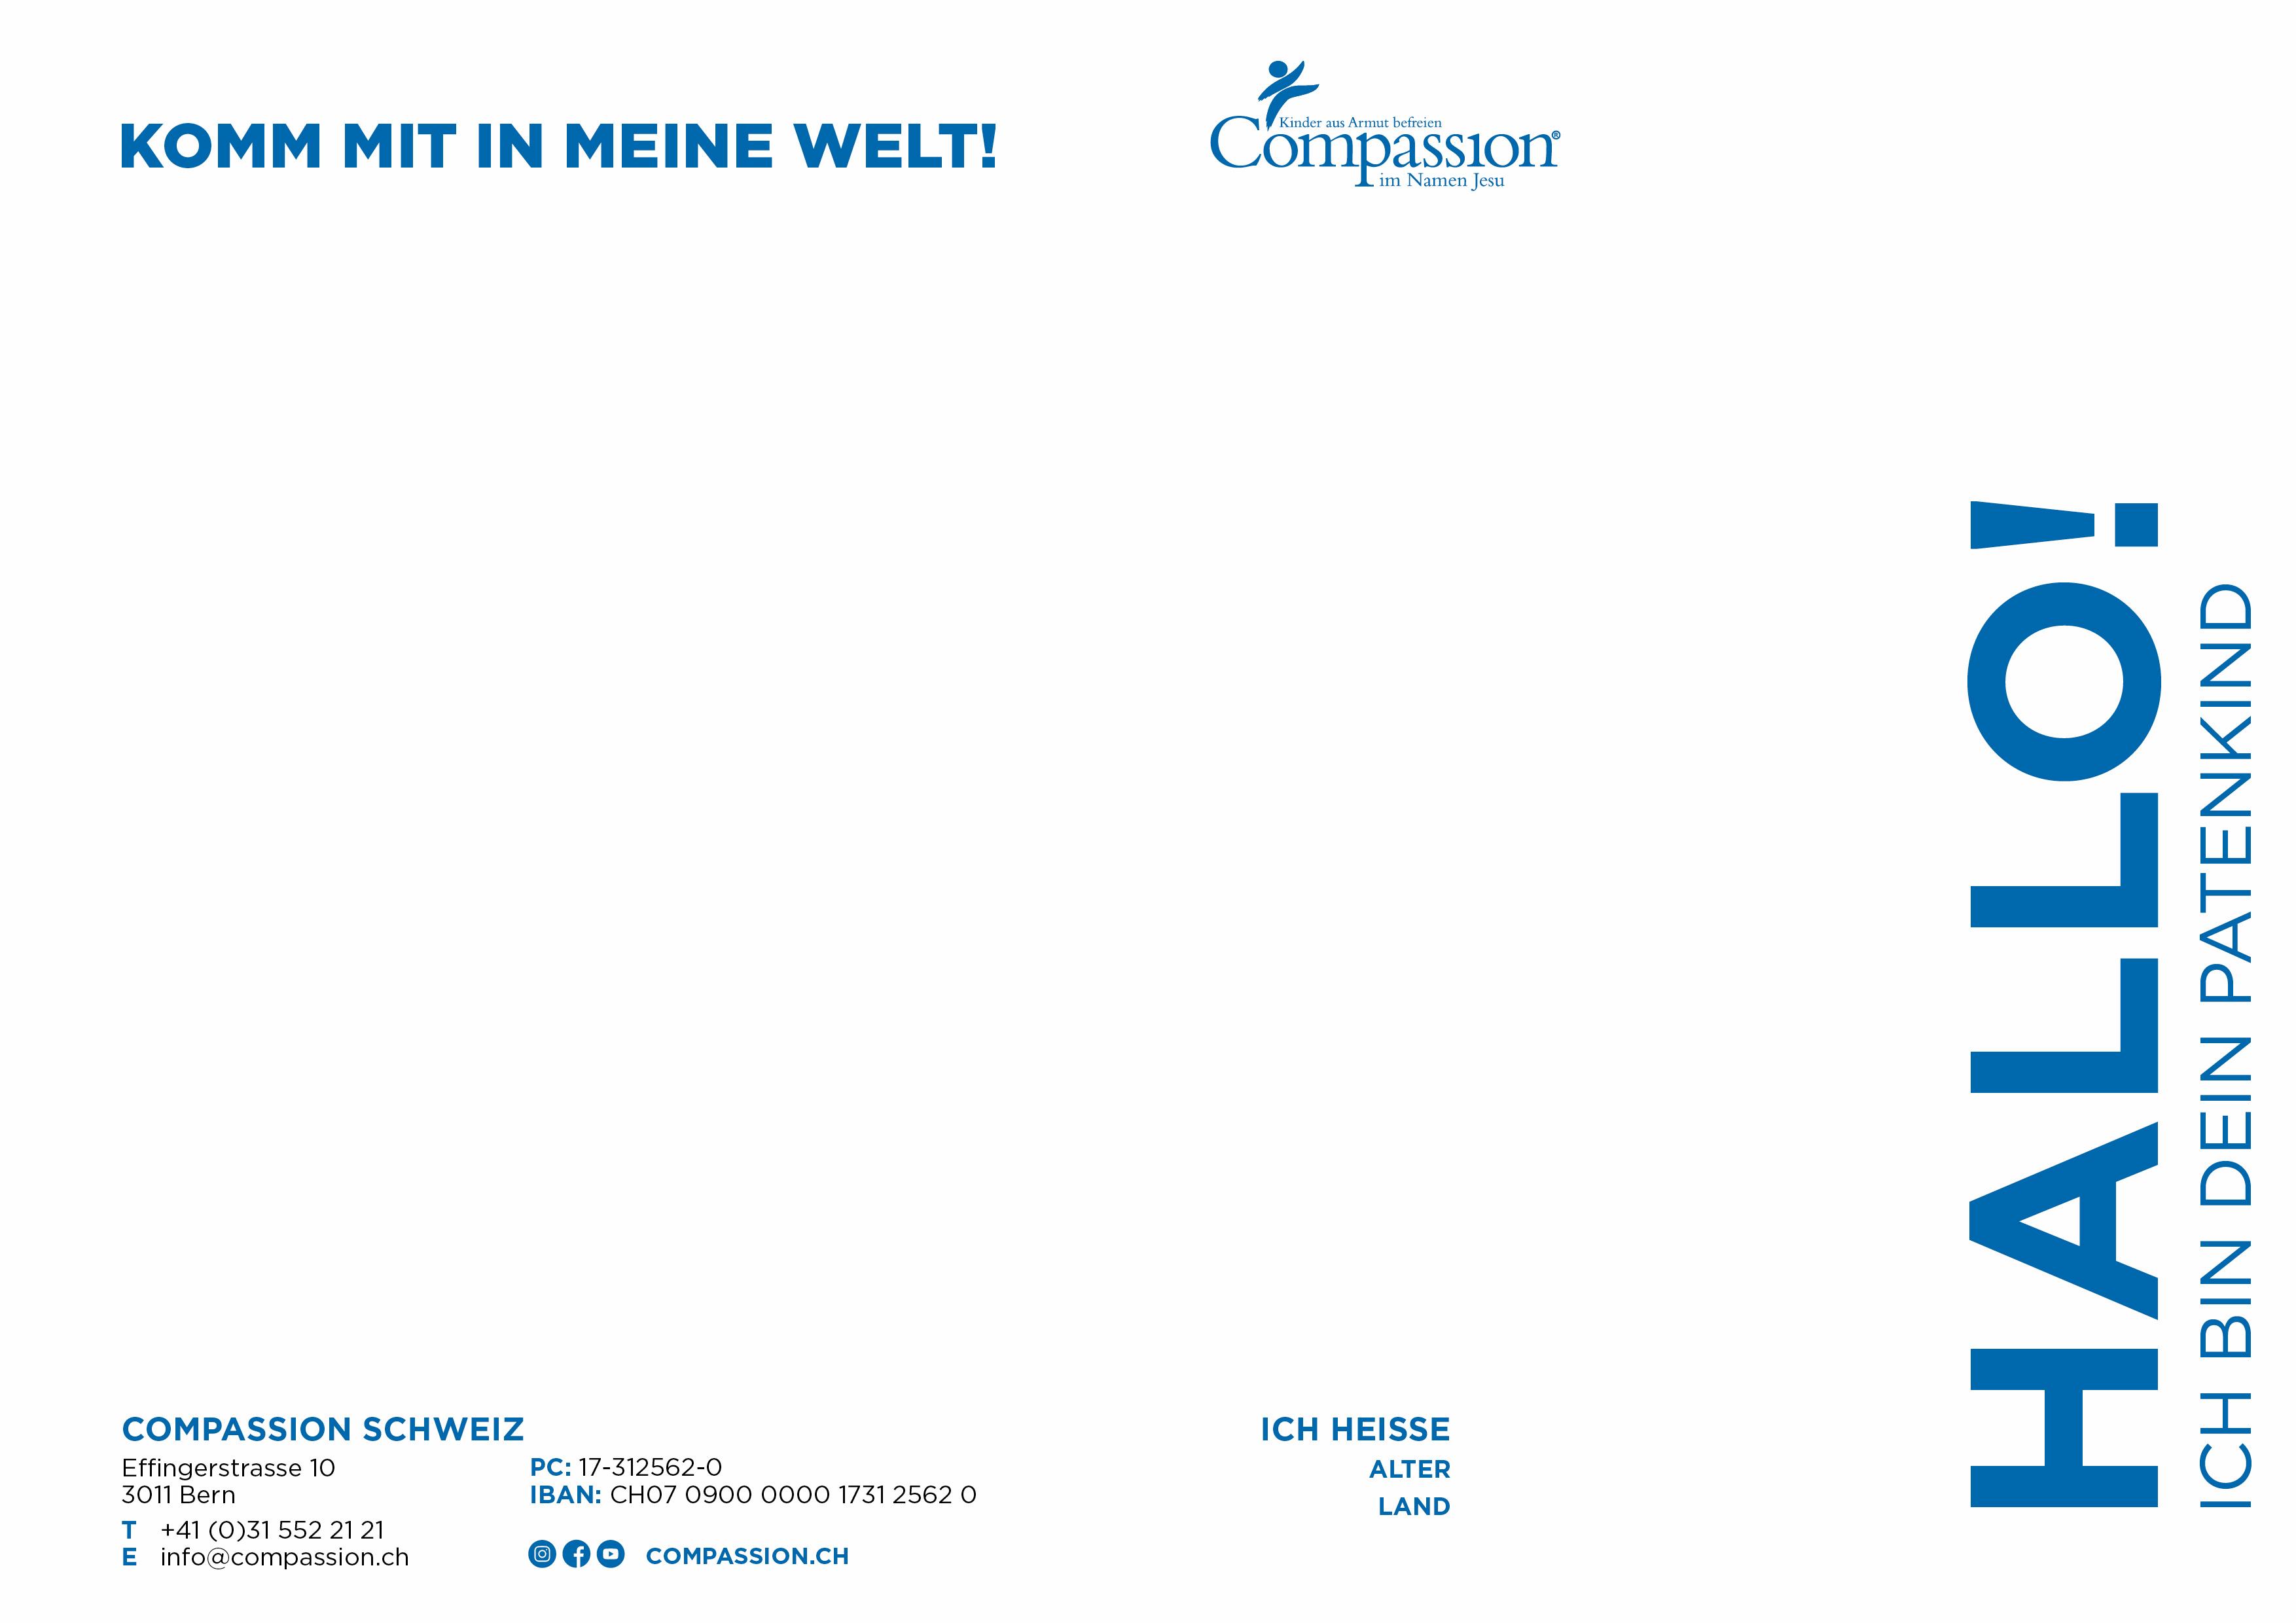 KOMM MIT IN MEINE WELT!
COMPASSION SCHWEIZ
Effingerstrasse 10
3011 Bern
T +41 (0)31 552 21 21
E info@compassion.ch
PC: 17-312562-0
IBAN: CH07 0900 0000 1731 2562 0
COMPASSION.CH
Kinder aus Armut befreien
Compassion®
im Namen Jesu
ICH HEISSE
ALTER
LAND
HALLO!
ICH BIN DEIN PATENKIND